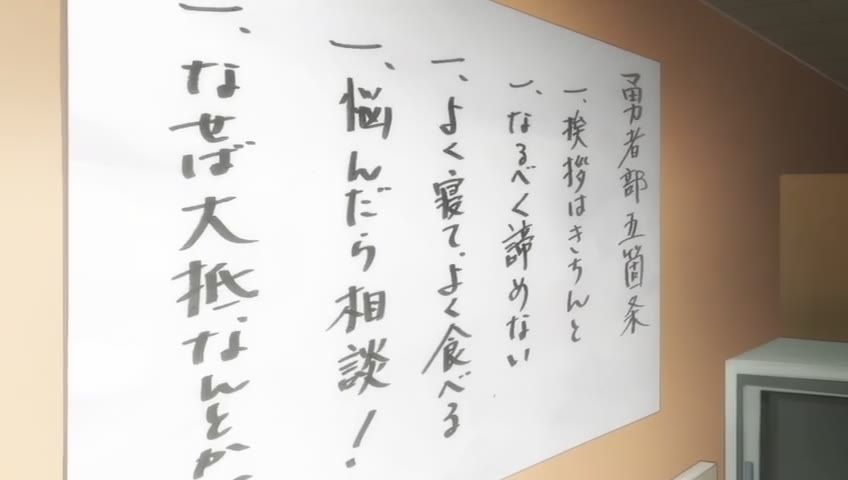 勇者部五箇条
一、挨拶はきちんと
一、なるべく諦めない
一、よく寝て、よく食べる
一、悩んだら相談！
一、なせば大抵なんとか